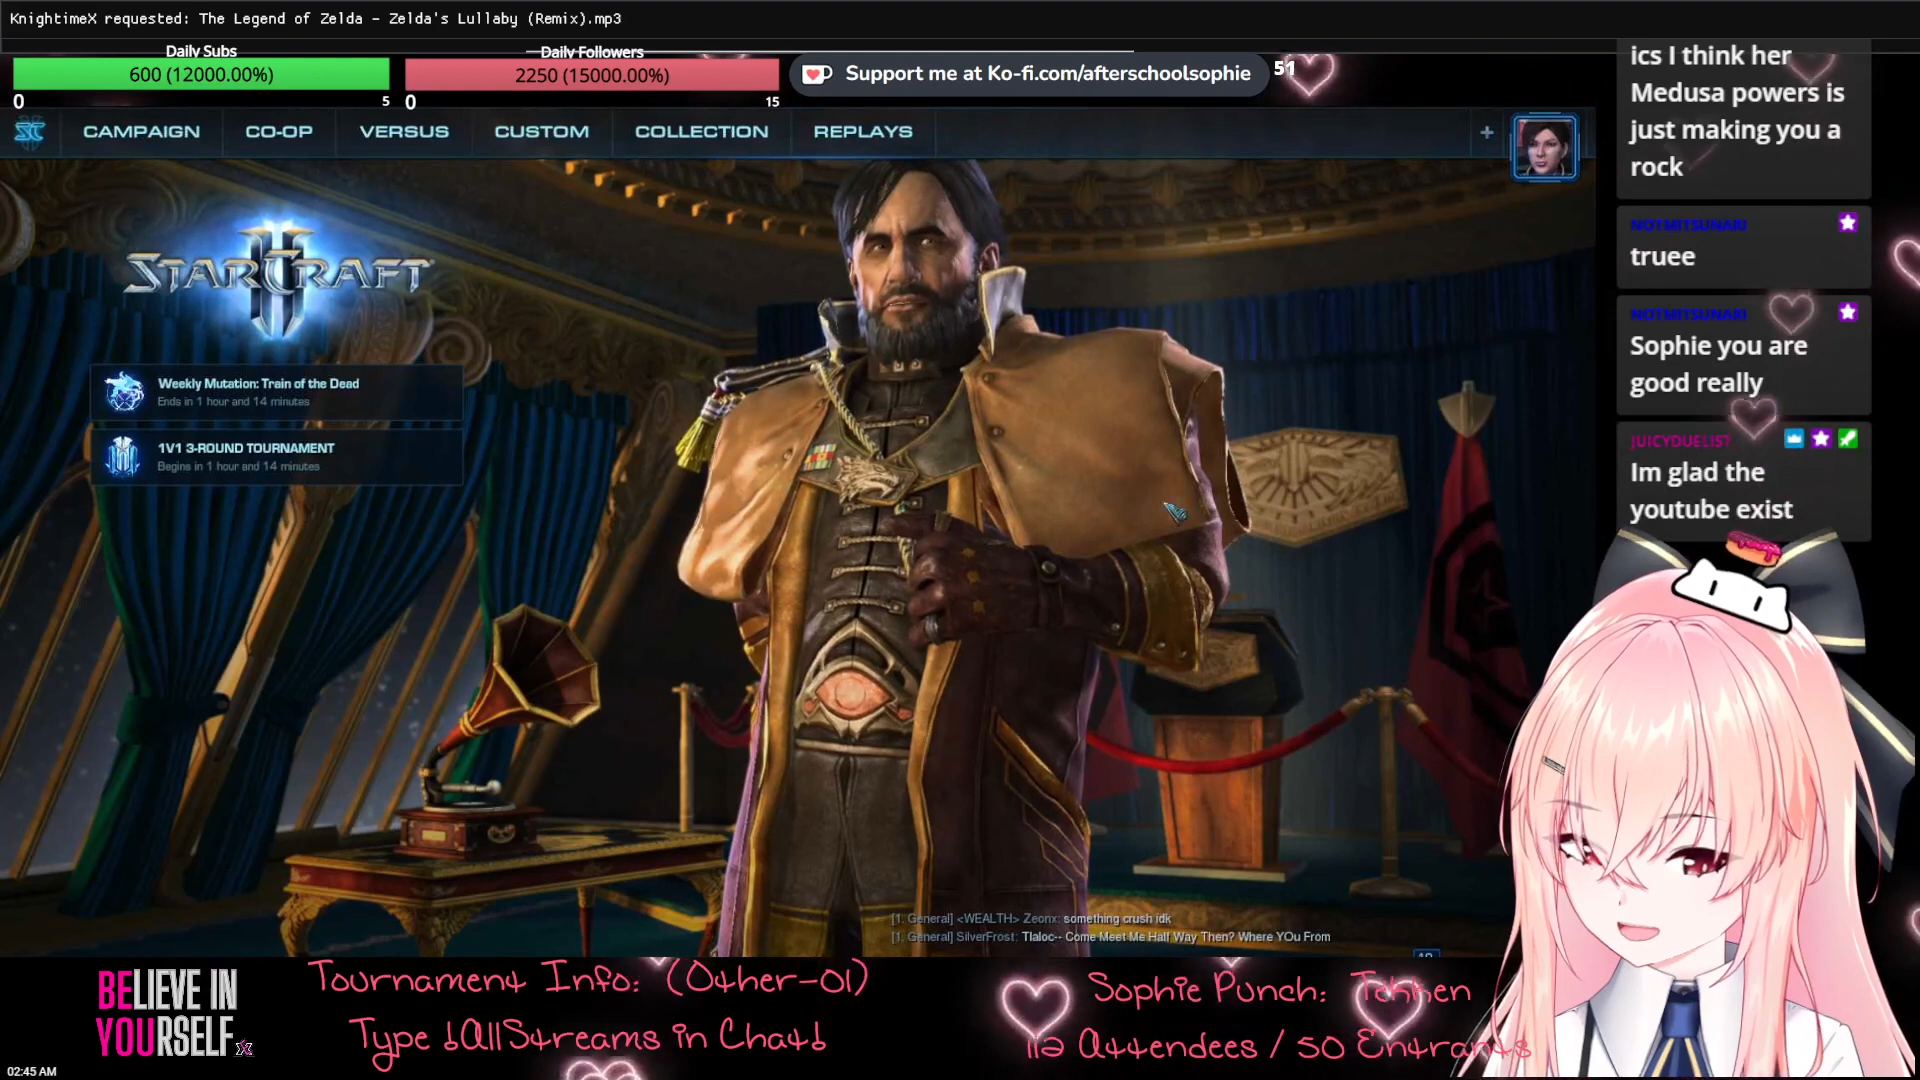 KnightimeX requested: The Legend of Zelda - Zelda's Lullaby (Remix).mp3
Daily Subs
600 (12000.00%)
0
5
Daily Followers
2250 (15000.00%)
0
15
Support me at Ko-fi.com/afterschoolsophie
51
CAMPAIGN
CO-OP
VERSUS
CUSTOM
COLLECTION
REPLAYS
+
STARCRAFT
II
Weekly Mutation: Train of the Dead
Ends in 1 hour and 14 minutes
1V1 3-ROUND TOURNAMENT
Begins in 1 hour and 14 minutes
ics I think her
Medusa powers is
just making you a
rock
NOTMITSUNARI
truee
NOTMITSUNARI
Sophie you are
good really
JUICYDUELIST
Im glad the
youtube exist
[1. General] <WEALTH> Zeonx: something crush idk
[1. General] SilverFrost: Tlaloc-- Come Meet Me Half Way Then? Where YOu From
BELIEVE IN
YOURSELF
Tournament Info: (Other-01)
Type !AllStreams in Chat!
Sophie Punch: Tekken
112 Attendees / 50 Entrants
02:45 AM